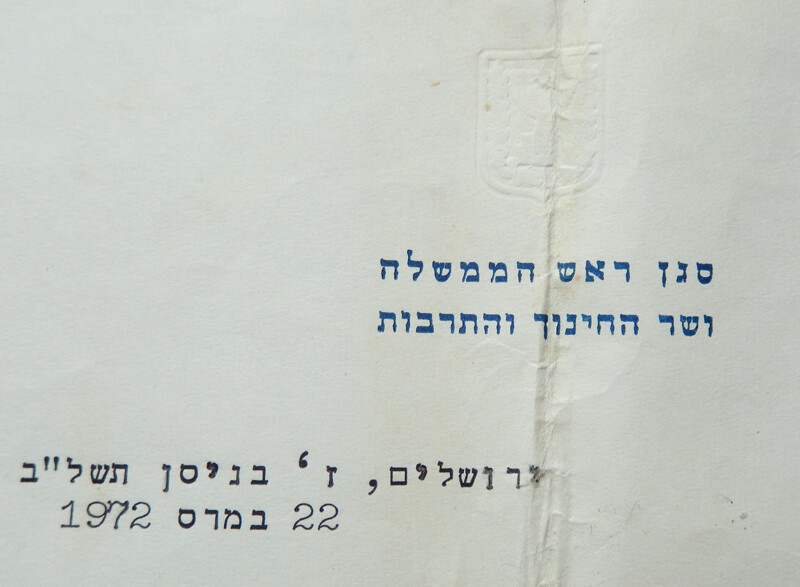 סגן ראש הממשלה
ושר החינוך והתרבות
ירושלים, ז' בניסן תשל"ב
22 במרס 1972